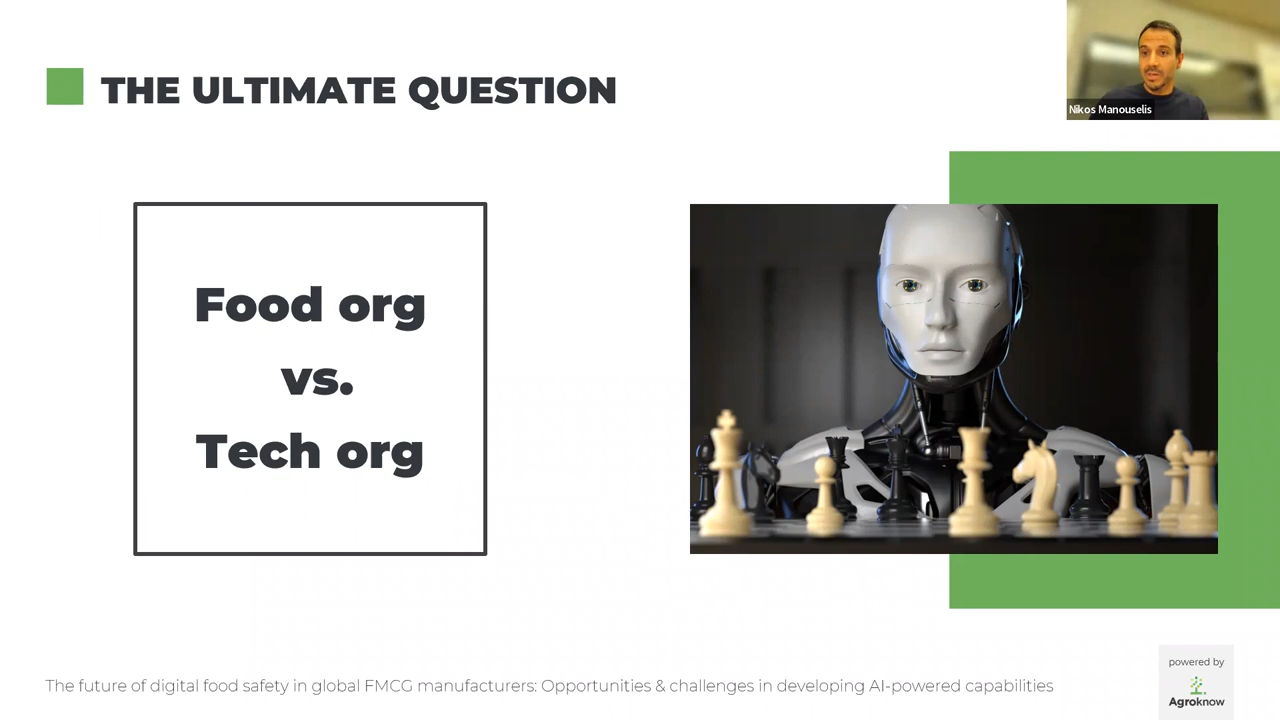 THE ULTIMATE QUESTION
Nikos Manouselis
Food org
vs.
Tech org
The future of digital food safety in global FMCG manufacturers: Opportunities & challenges in developing AI-powered capabilities
powered by
Agroknow